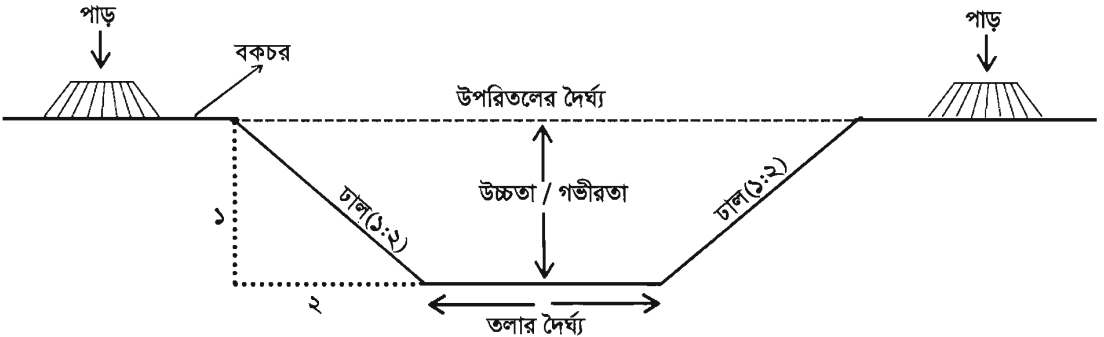 পাড়
পাড়
বকচর
উপরিতলের দৈর্ঘ্য
উচ্চতা / গভীরতা
ঢাল(১:২)
ঢাল(১:২)
১
২
তলার দৈর্ঘ্য